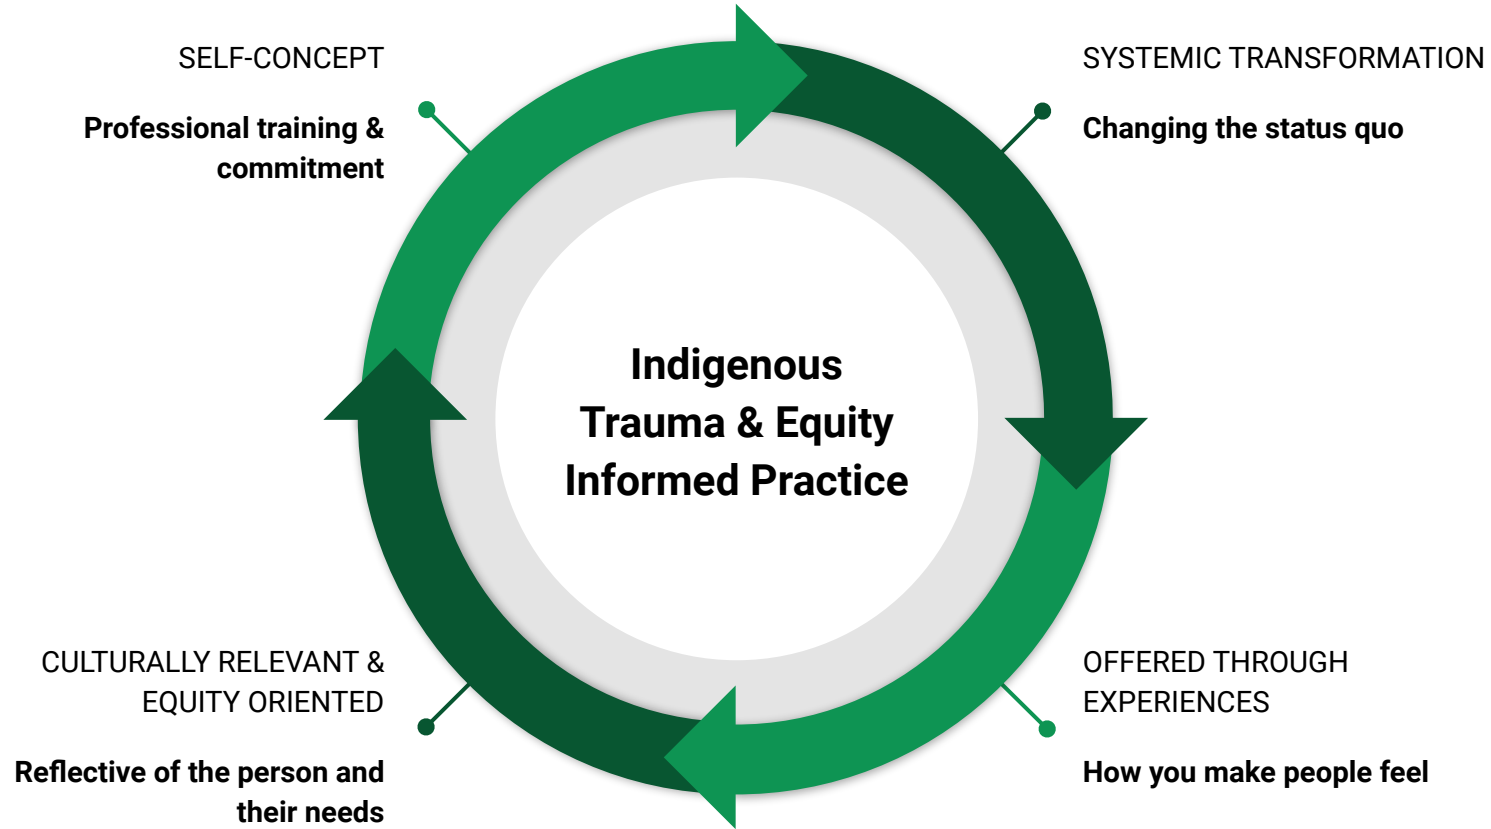 SELF-CONCEPT
Professional training &
commitment
SYSTEMIC TRANSFORMATION
Changing the status quo
Indigenous
Trauma & Equity
Informed Practice
CULTURALLY RELEVANT &
EQUITY ORIENTED
Reflective of the person and
their needs
OFFERED THROUGH
EXPERIENCES
How you make people feel